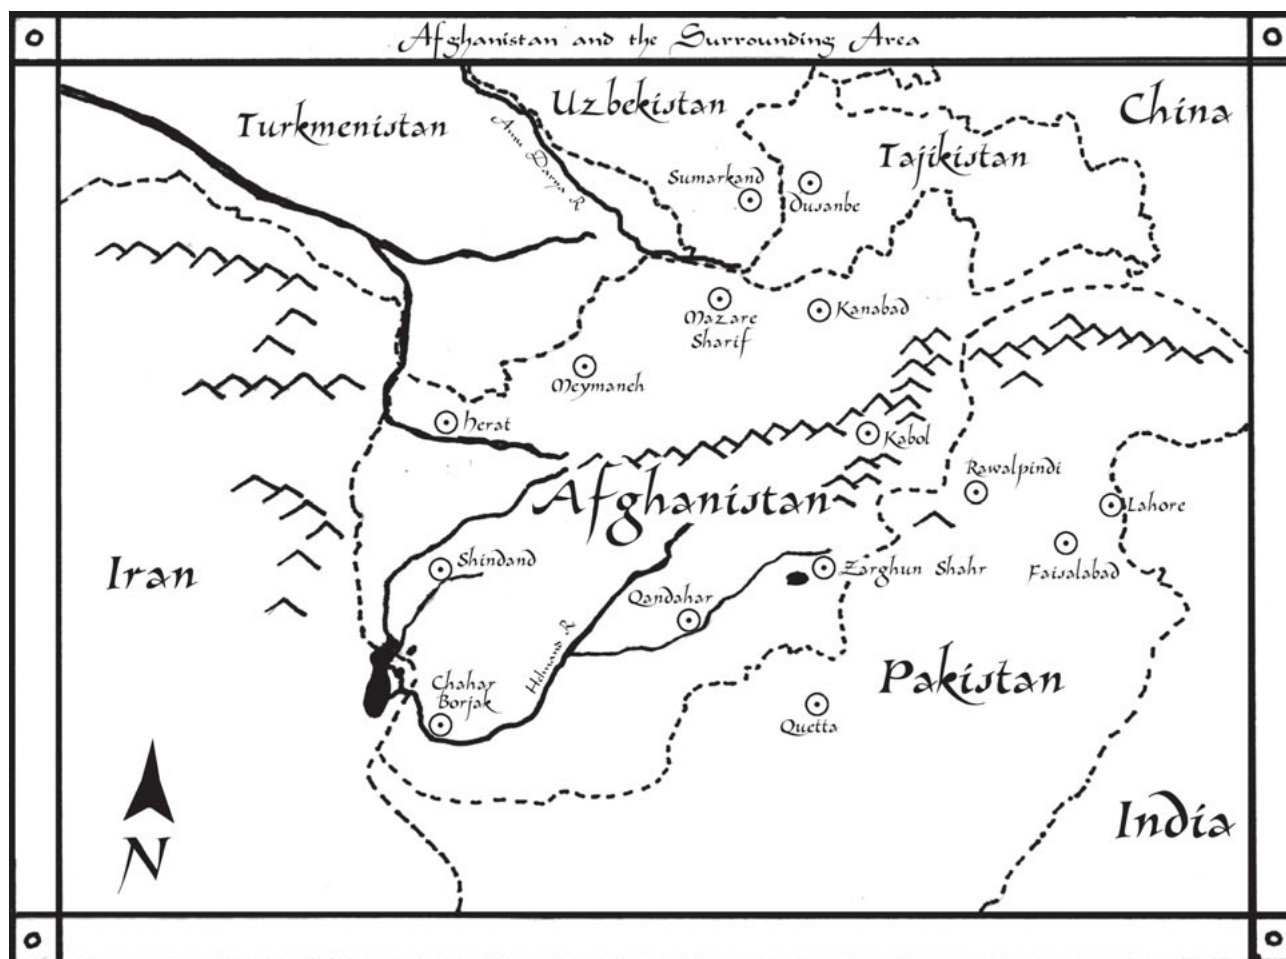 Afghanistan and the Surrounding Area
Turkmenistan
Uzbekistan
China
Amu Darya R
Tajikistan
Sumarkand
Dusanbe
Mazare
Sharif
Kanabad
Meymaneh
Herat
Kabol
Rawalpindi
Afghanistan
Lahore
Iran
Shindand
Zarghun Shahr
Faisalabad
Qandahar
Helmand R
Pakistan
Chahar
Borjak
Quetta
India
N